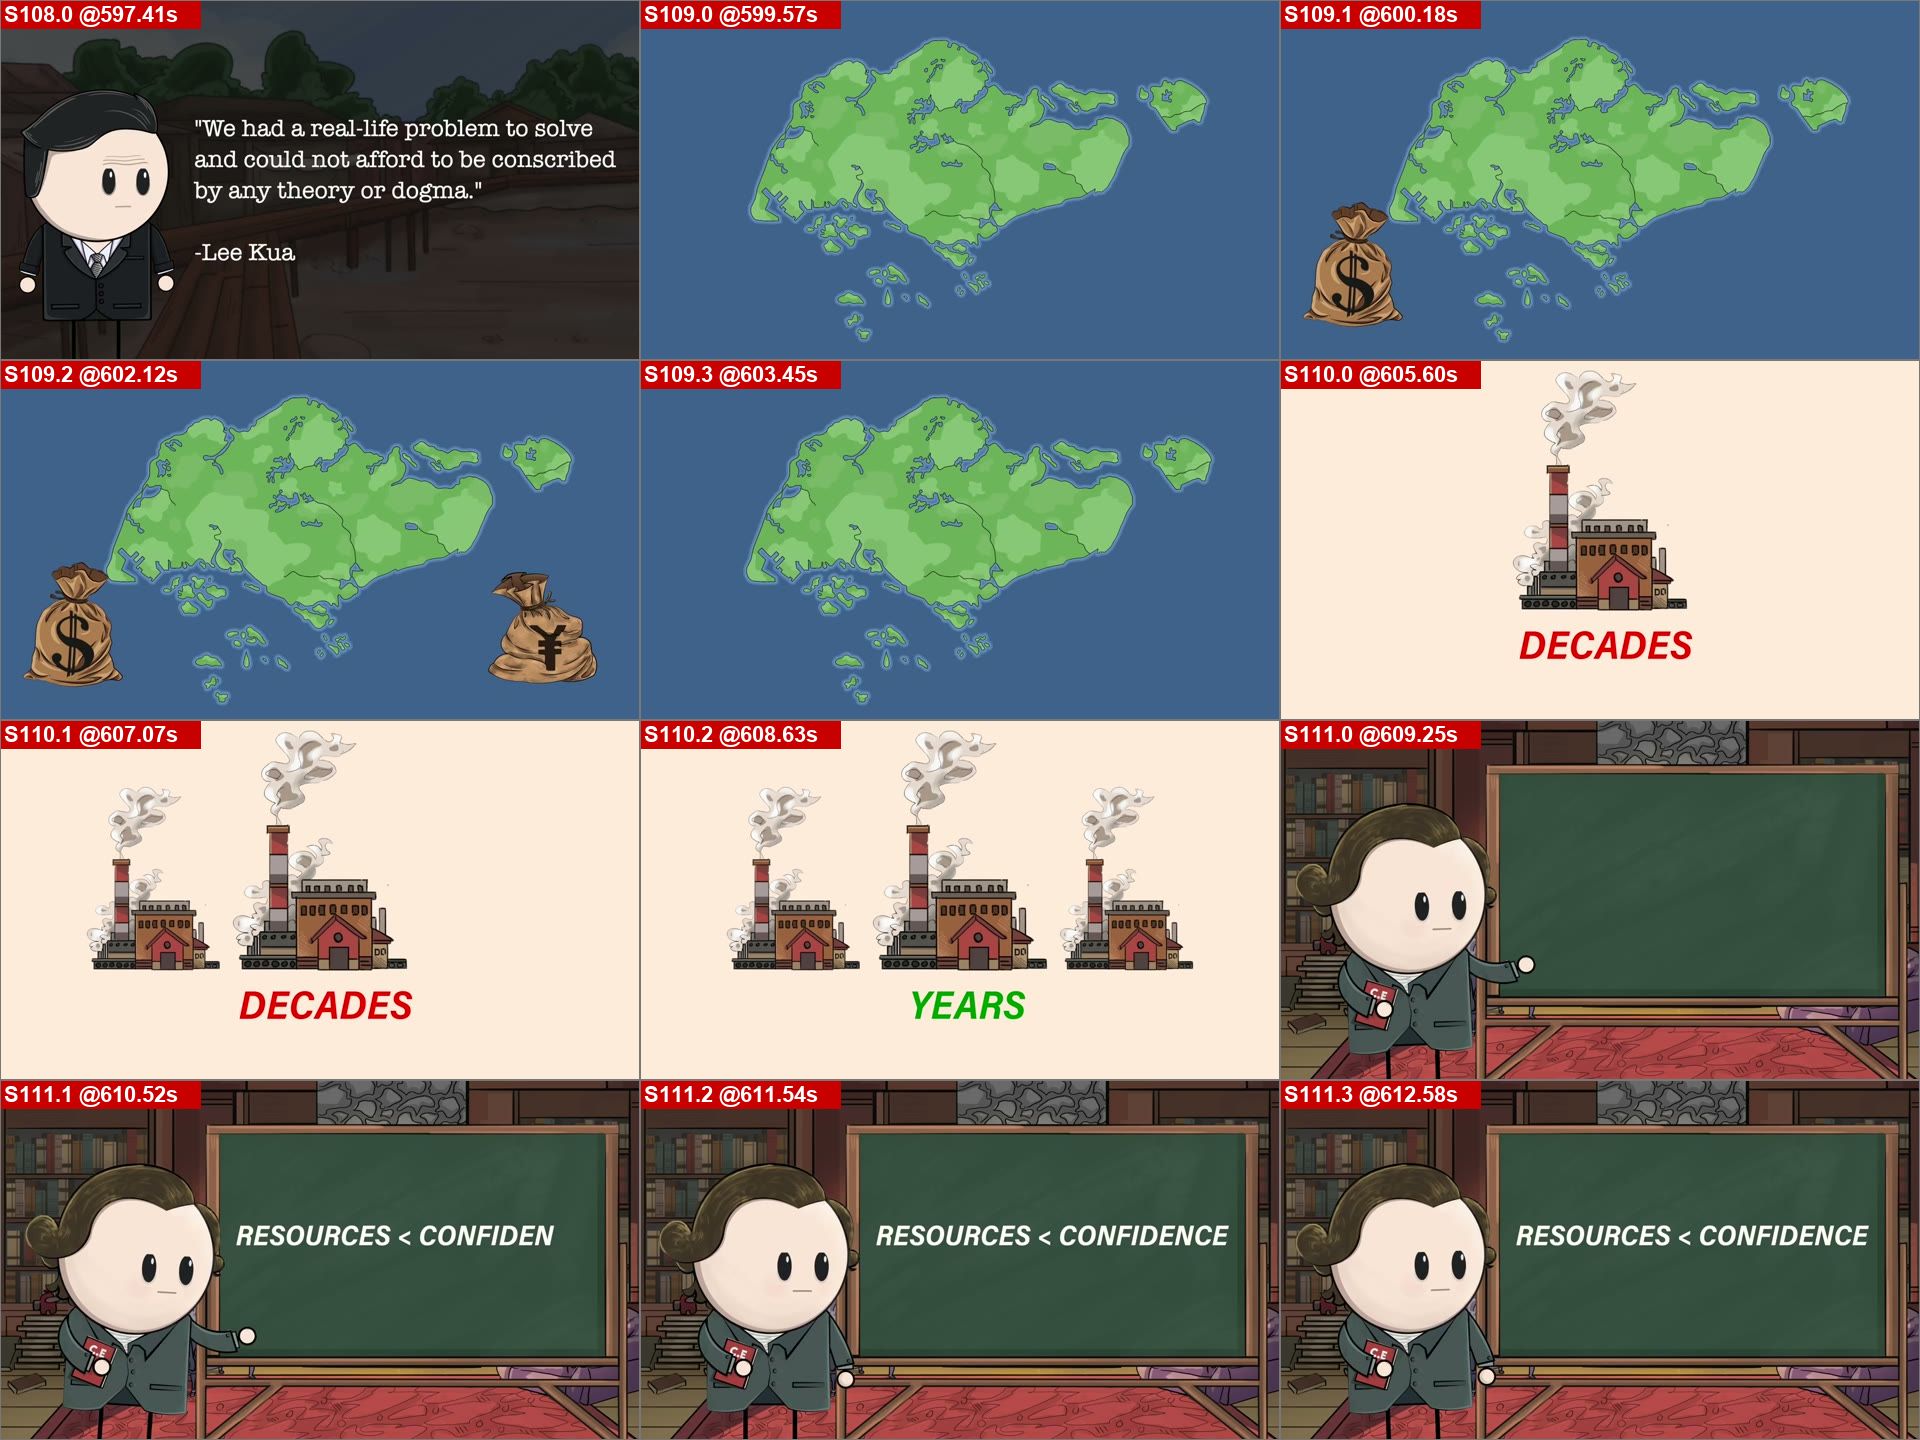 S108.0 @597.41s
"We had a real-life problem to solve
and could not afford to be conscribed
by any theory or dogma."
-Lee Kua
S109.0 @599.57s
S109.1 @600.18s
$
S109.2 @602.12s
$
¥
S109.3 @603.45s
S110.0 @605.60s
DECADES
S110.1 @607.07s
DECADES
S110.2 @608.63s
YEARS
S111.0 @609.25s
C.E
S111.1 @610.52s
RESOURCES < CONFIDEN
C.E
S111.2 @611.54s
RESOURCES < CONFIDENCE
C.E
S111.3 @612.58s
RESOURCES < CONFIDENCE
C.E